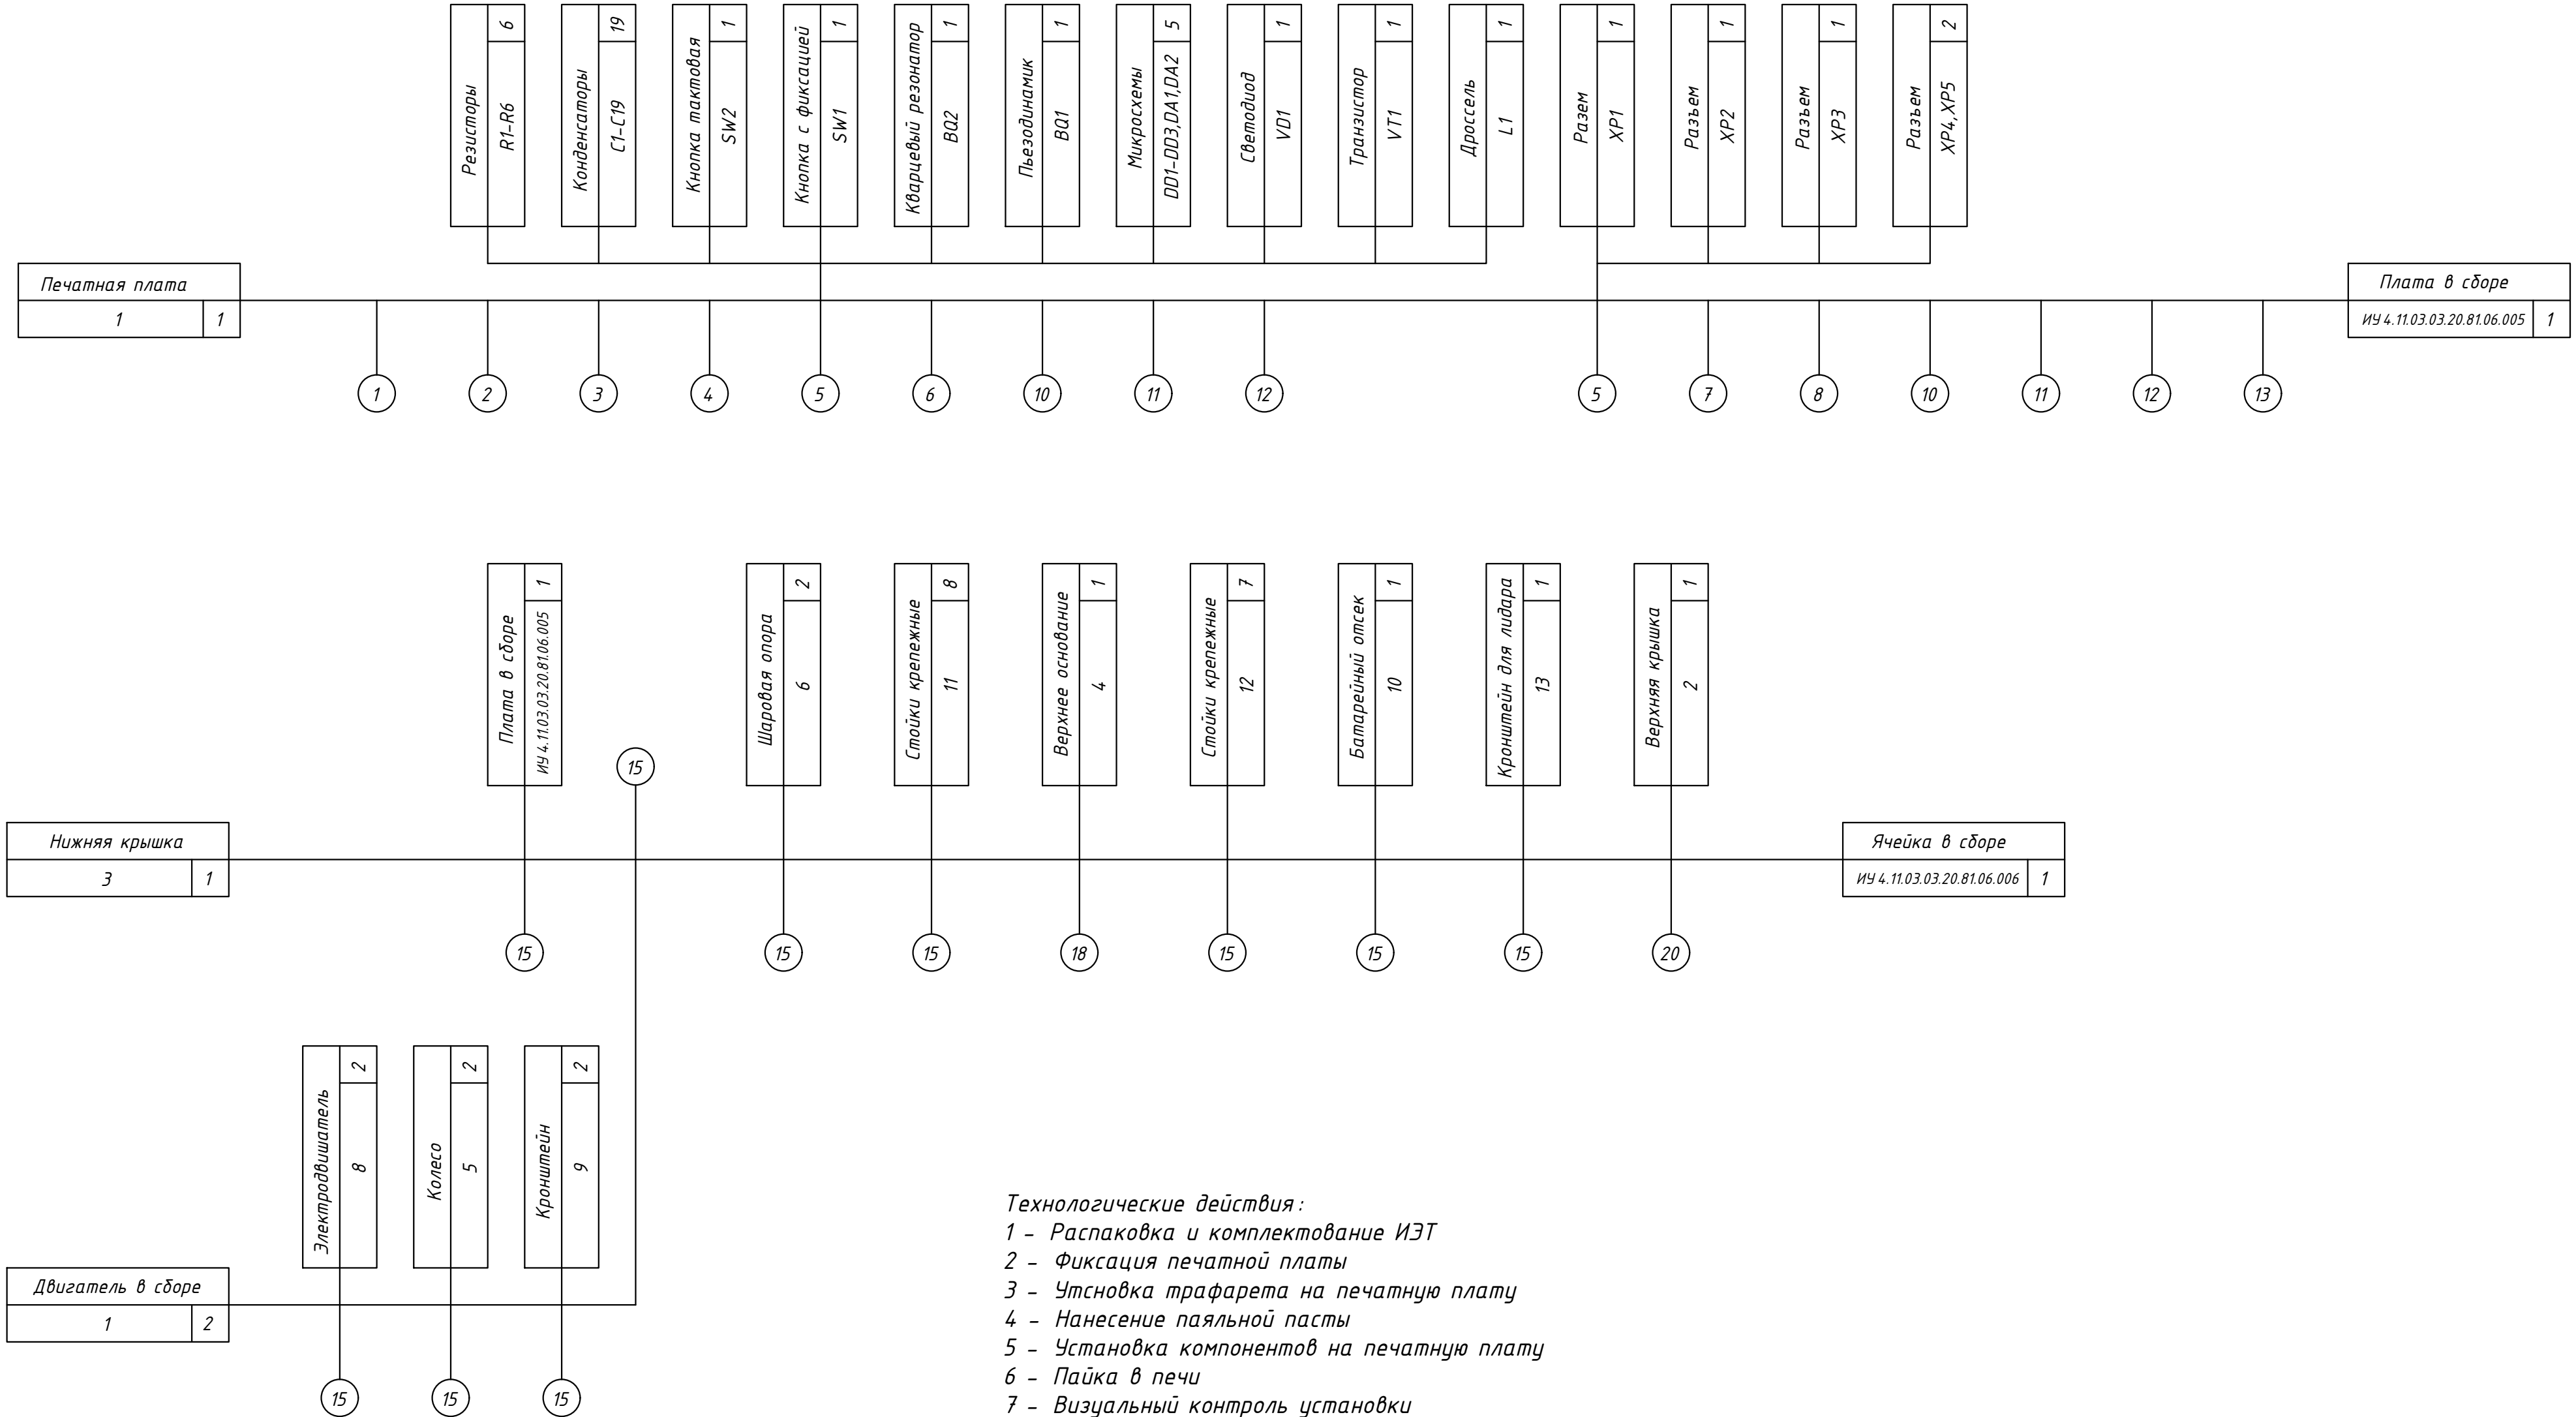 Резисторы
R1-R6
6
Конденсаторы
C1-C19
19
Кнопка тактовая
SW2
1
Кнопка с фиксацией
SW1
1
Кварцевый резонатор
BQ2
1
Пьезодинамик
BQ1
1
Микросхемы
DD1-DD3,DA1,DA2
5
Светодиод
VD1
1
Транзистор
VT1
1
Дроссель
L1
1
Разем
XP1
1
Разъем
XP2
1
Разъем
XP3
1
Разъем
XP4,XP5
2
Печатная плата
1
1
Плата в сборе
ИУ 4.11.03.03.20.81.06.005
1
1
2
3
4
5
6
10
11
12
5
7
8
10
11
12
13
Плата в сборе
ИУ 4.11.03.03.20.81.06.005
1
15
Шаровая опора
6
2
Стойки крепежные
11
8
Верхнее основание
4
1
Стойки крепежные
12
7
Батарейный отсек
10
1
Кронштейн для лидара
13
1
Верхняя крышка
2
1
Нижняя крышка
3
1
Ячейка в сборе
ИУ 4.11.03.03.20.81.06.006
1
15
15
15
18
15
15
15
20
Электродвишатель
8
2
Колесо
5
2
Кронштейн
9
2
Двигатель в сборе
1
2
15
15
15
Технологические действия:
1 - Распаковка и комплектование ИЭТ
2 - Фиксация печатной платы
3 - Утсновка трафарета на печатную плату
4 - Нанесение паяльной пасты
5 - Установка компонентов на печатную плату
6 - Пайка в печи
7 - Визуальный контроль установки